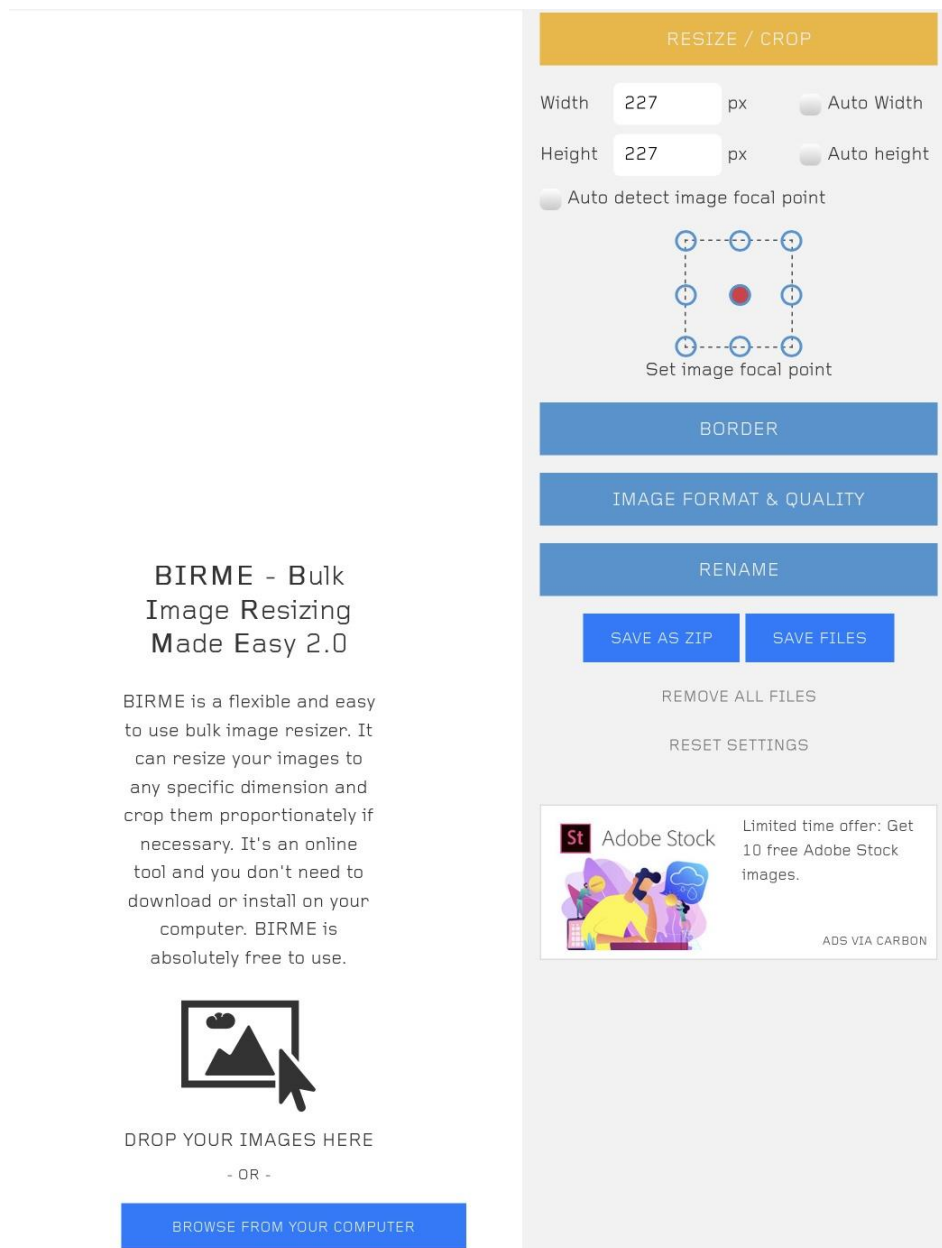 RESIZE / CROP
Width 227 px Auto Width
Height 227 px Auto height
Auto detect image focal point
Set image focal point
BORDER
IMAGE FORMAT & QUALITY
RENAME
SAVE AS ZIP SAVE FILES
REMOVE ALL FILES
RESET SETTINGS
St Adobe Stock
Limited time offer: Get
10 free Adobe Stock
images.
ADS VIA CARBON
BIRME - Bulk
Image Resizing
Made Easy 2.0
BIRME is a flexible and easy
to use bulk image resizer. It
can resize your images to
any specific dimension and
crop them proportionately if
necessary. It's an online
tool and you don't need to
download or install on your
computer. BIRME is
absolutely free to use.
DROP YOUR IMAGES HERE
- OR -
BROWSE FROM YOUR COMPUTER